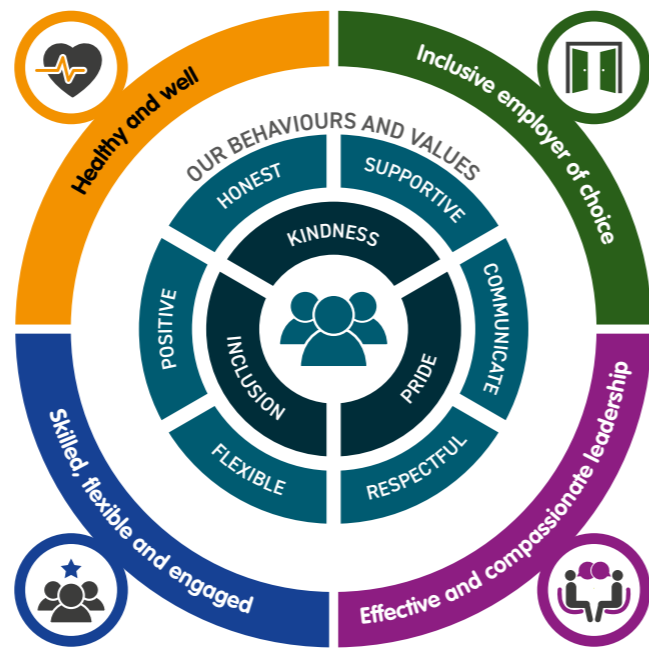 Healthy and well
Inclusive employer of choice
OUR BEHAVIOURS AND VALUES
HONEST
SUPPORTIVE
KINDNESS
POSITIVE
COMMUNICATE
INCLUSION
PRIDE
FLEXIBLE
RESPECTFUL
Skilled, flexible and engaged
Effective and compassionate leadership